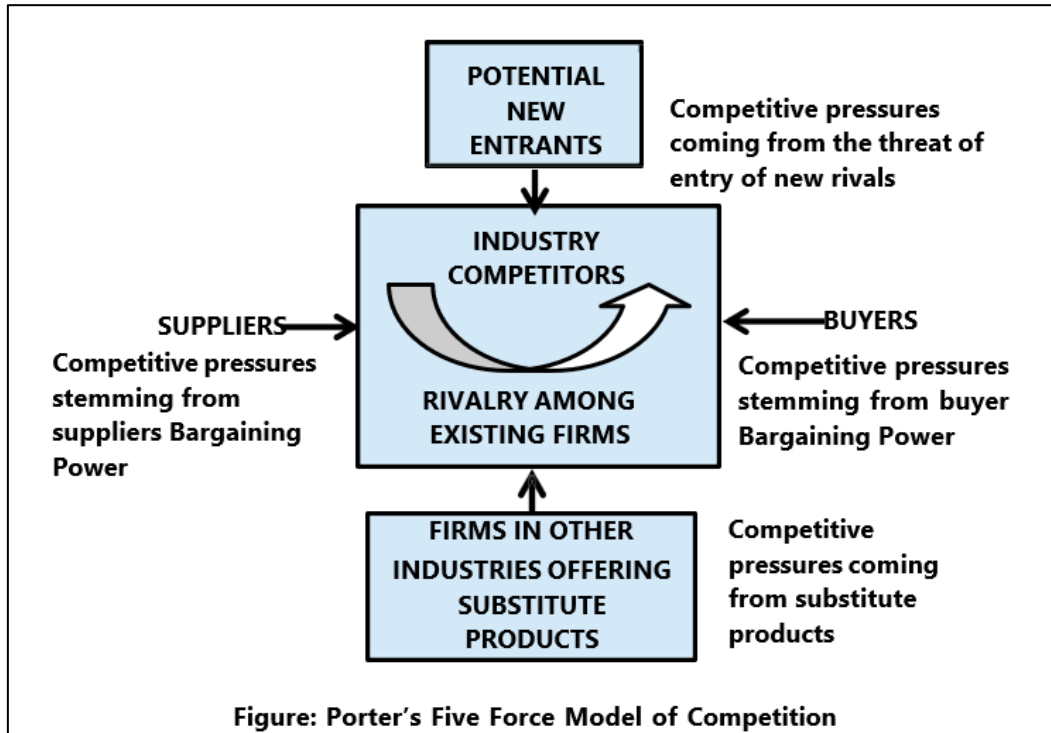 POTENTIAL
NEW
ENTRANTS
Competitive pressures
coming from the threat of
entry of new rivals
INDUSTRY
COMPETITORS
SUPPLIERS
Competitive pressures
stemming from
suppliers Bargaining
Power
RIVALRY AMONG
EXISTING FIRMS
BUYERS
Competitive pressures
stemming from buyer
Bargaining Power
FIRMS IN OTHER
INDUSTRIES OFFERING
SUBSTITUTE
PRODUCTS
Competitive
pressures coming
from substitute
products
Figure: Porter's Five Force Model of Competition